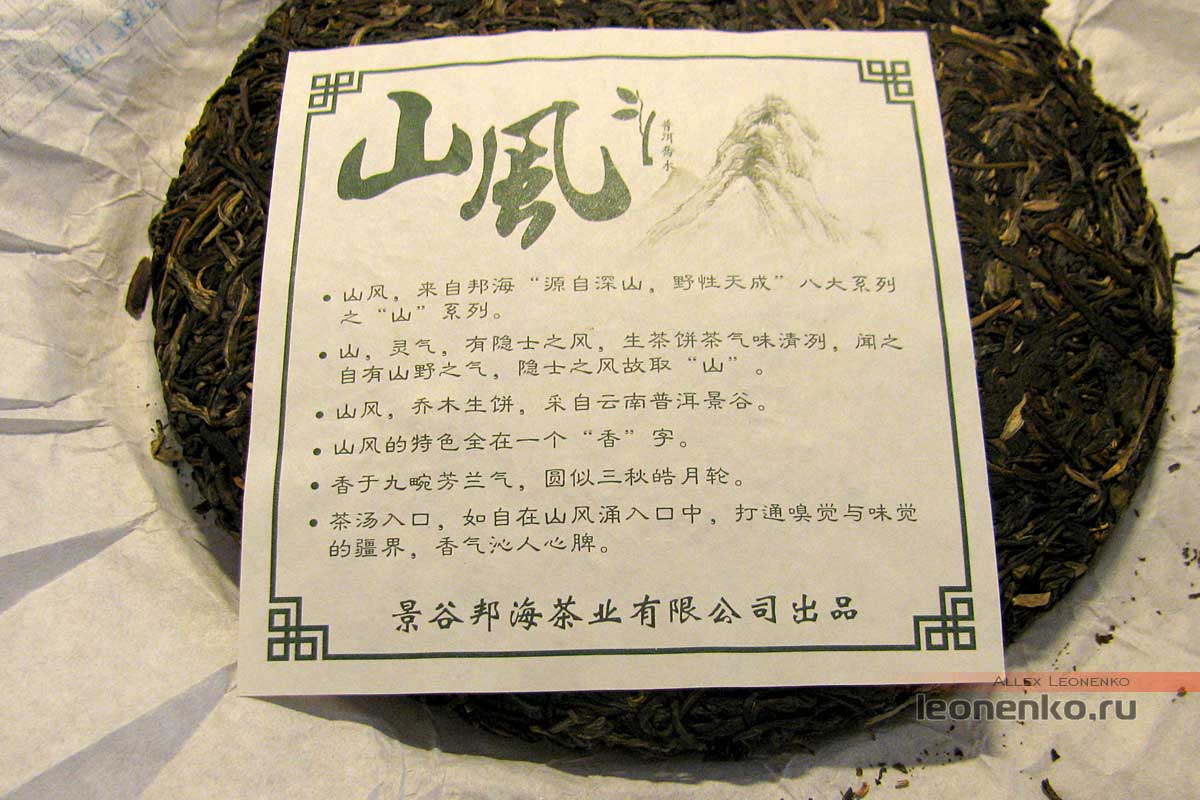 山風
普洱喬木
山风，来自邦海“源自深山，野性天成”八大系列
之“山”系列。
山，灵气，有隐士之风，生茶饼茶气味清冽，闻之
自有山野之气，隐士之风故取“山”。
山风，乔木生饼，采自云南普洱景谷。
山风的特色全在一个“香”字。
香于九畹芳兰气，圆似三秋皓月轮。
茶汤入口，如自在山风涌入口中，打通嗅觉与味觉
的疆界，香气沁人心脾。
景谷邦海茶业有限公司出品
Allex Leonenko
leonenko.ru